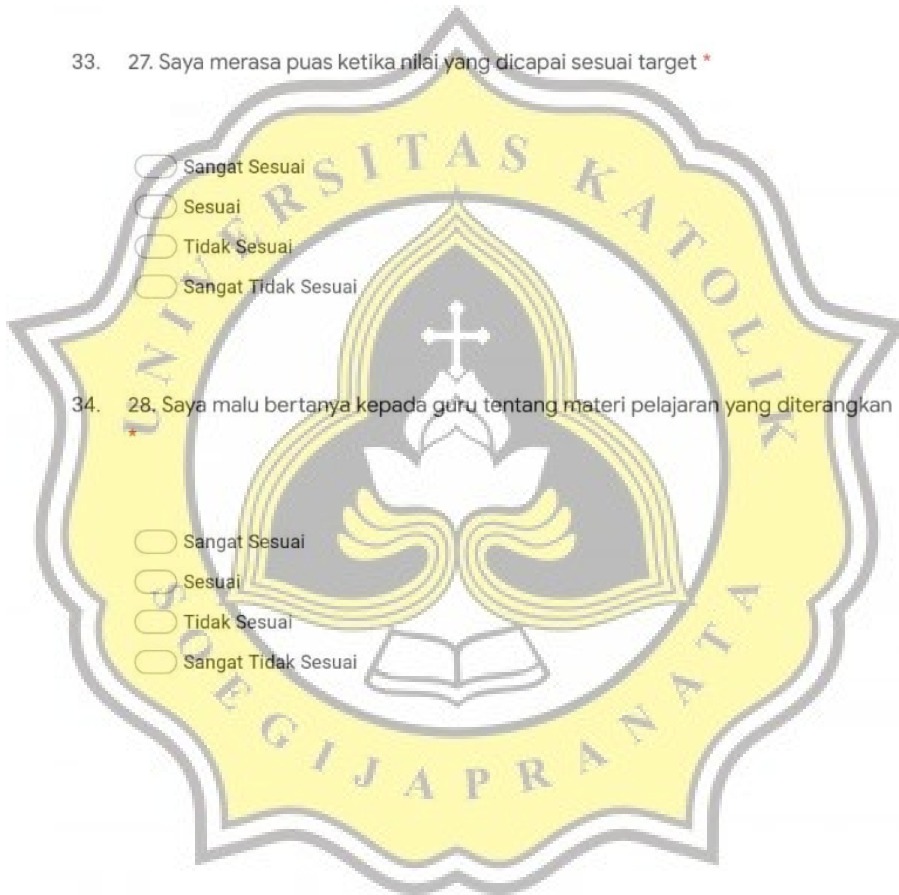 33. 27. Saya merasa puas ketika nilai yang dicapai sesuai target *
Sangat Sesuai
Sesuai
Tidak Sesuai
Sangat Tidak Sesuai
34. 28. Saya malu bertanya kepada guru tentang materi pelajaran yang diterangkan
*
Sangat Sesuai
Sesuai
Tidak Sesuai
Sangat Tidak Sesuai
UNIVERSITAS KATOLIK
SOEGIJAPRANATA